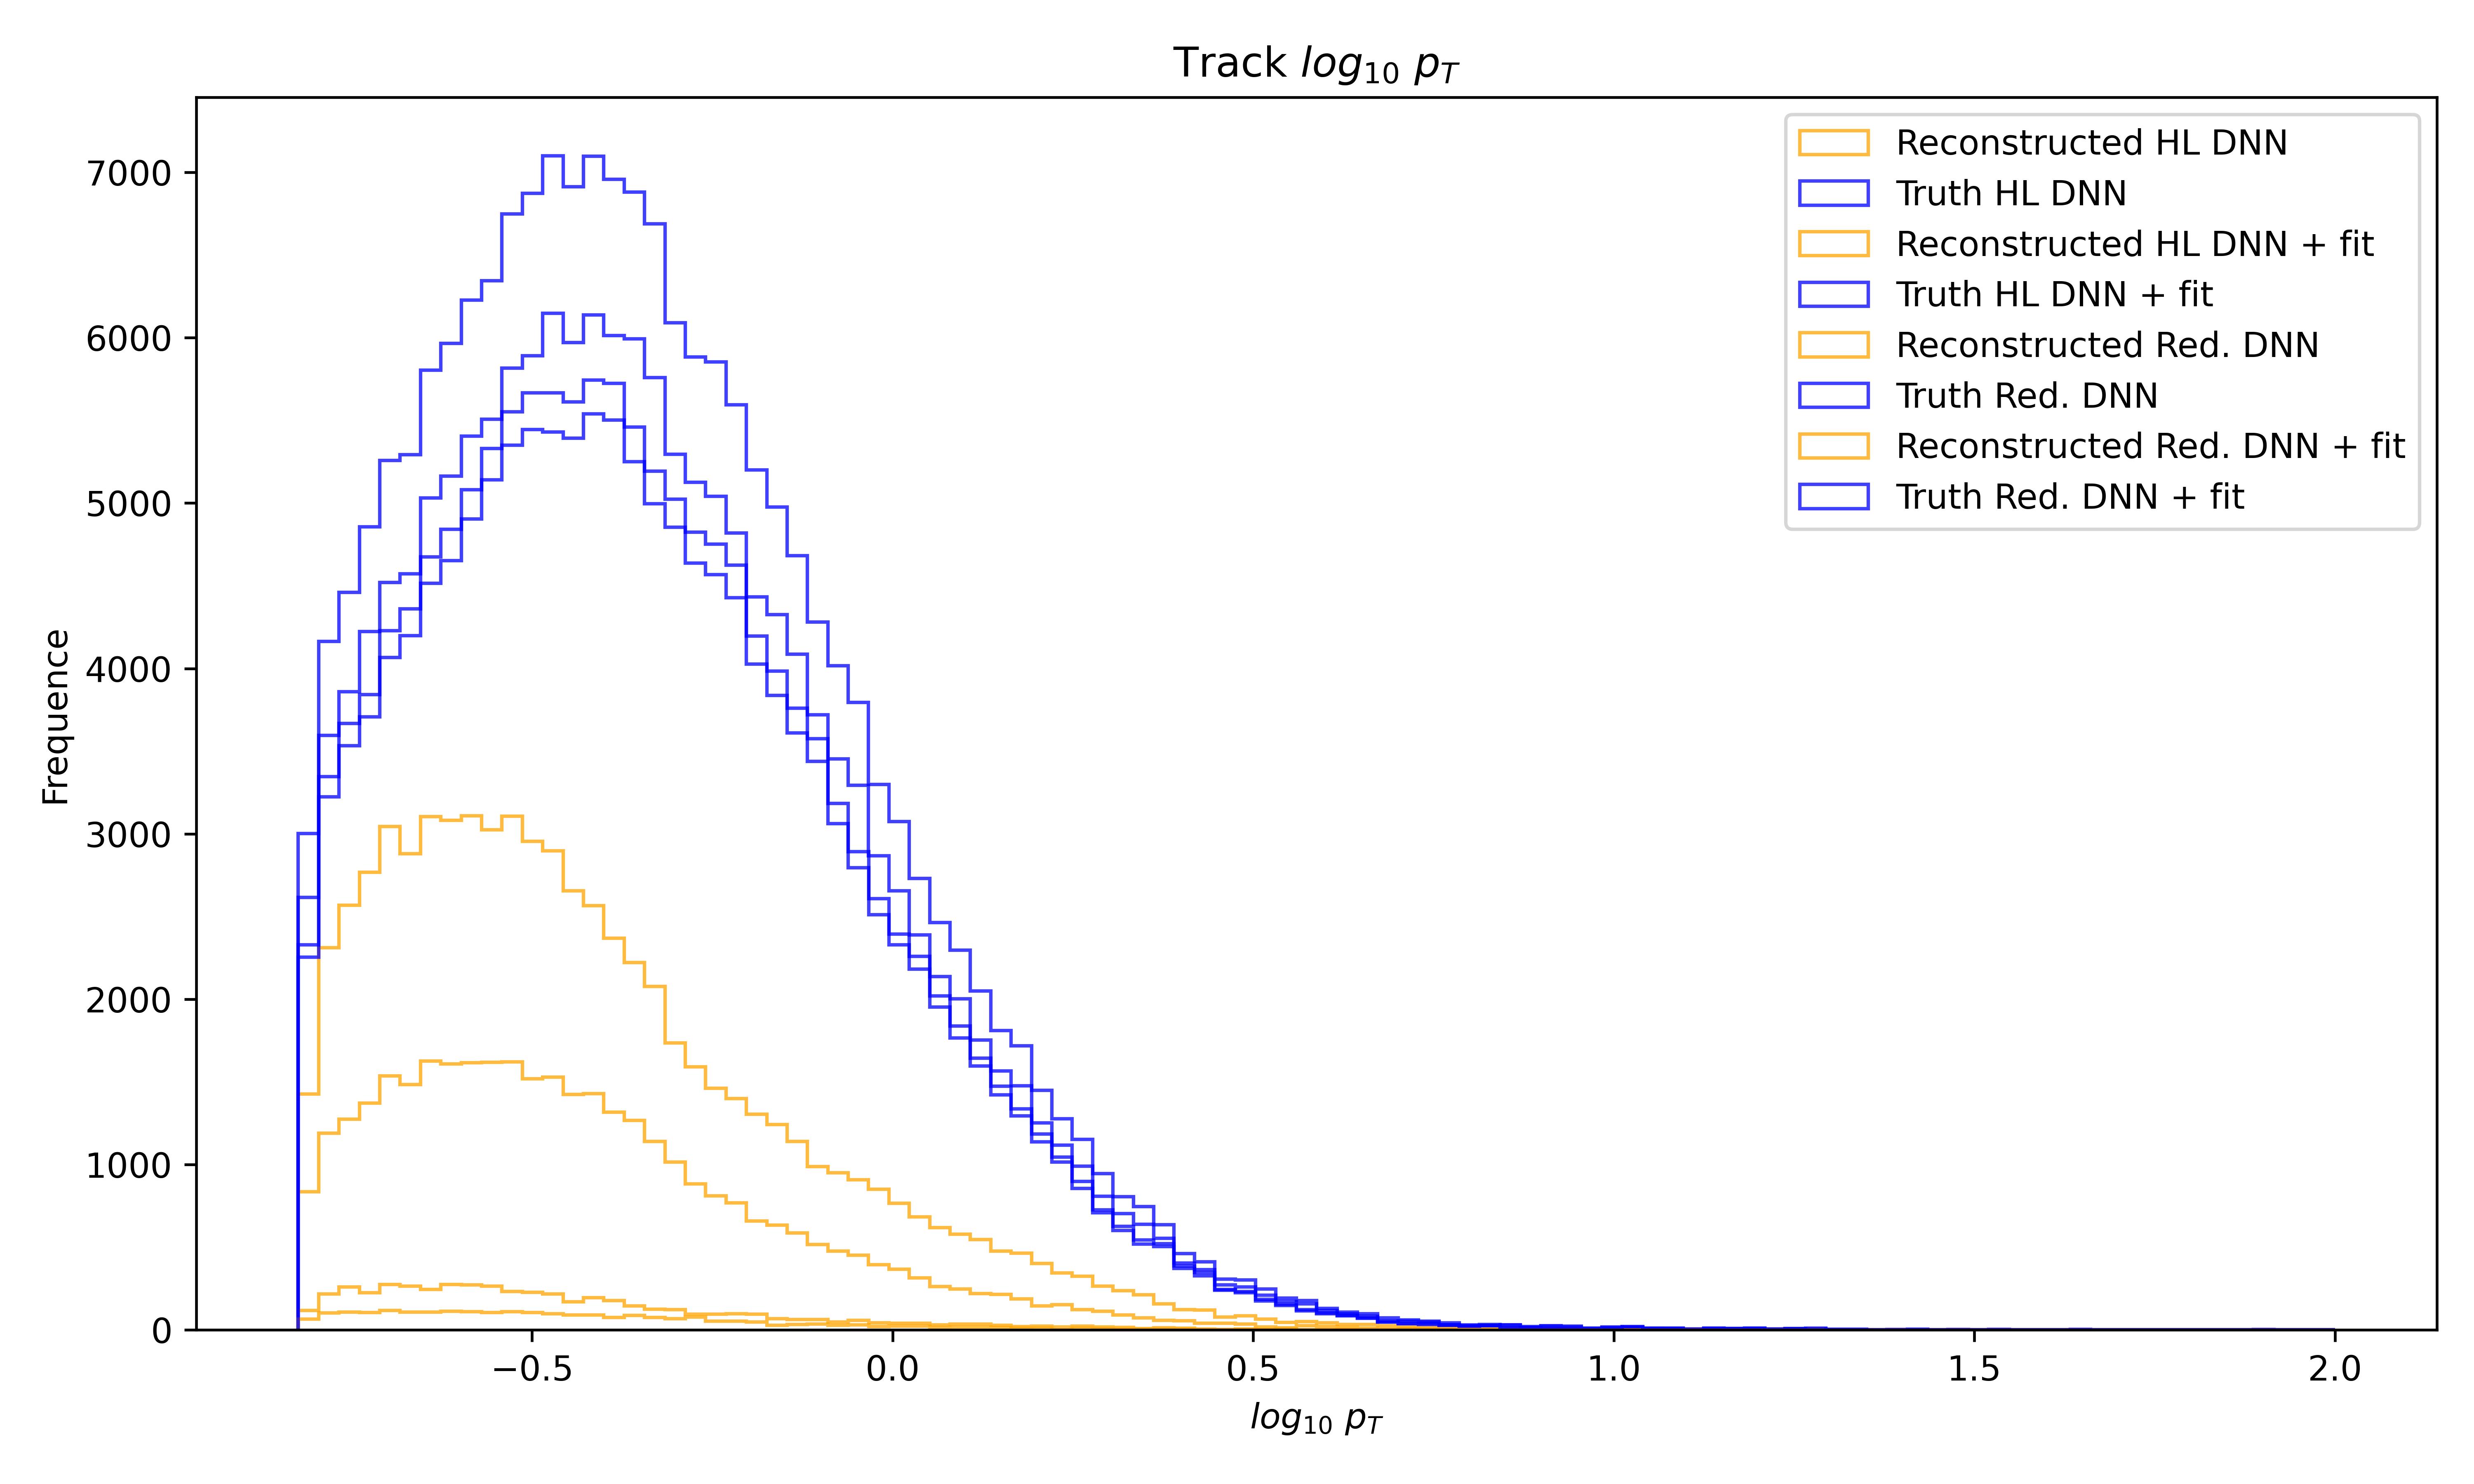 Track log₁₀ p_T
Reconstructed HL DNN
Truth HL DNN
Reconstructed HL DNN + fit
Truth HL DNN + fit
Reconstructed Red. DNN
Truth Red. DNN
Reconstructed Red. DNN + fit
Truth Red. DNN + fit
Frequence
7000
6000
5000
4000
3000
2000
1000
0
−0.5 0.0 0.5 1.0 1.5 2.0
log₁₀ p_T